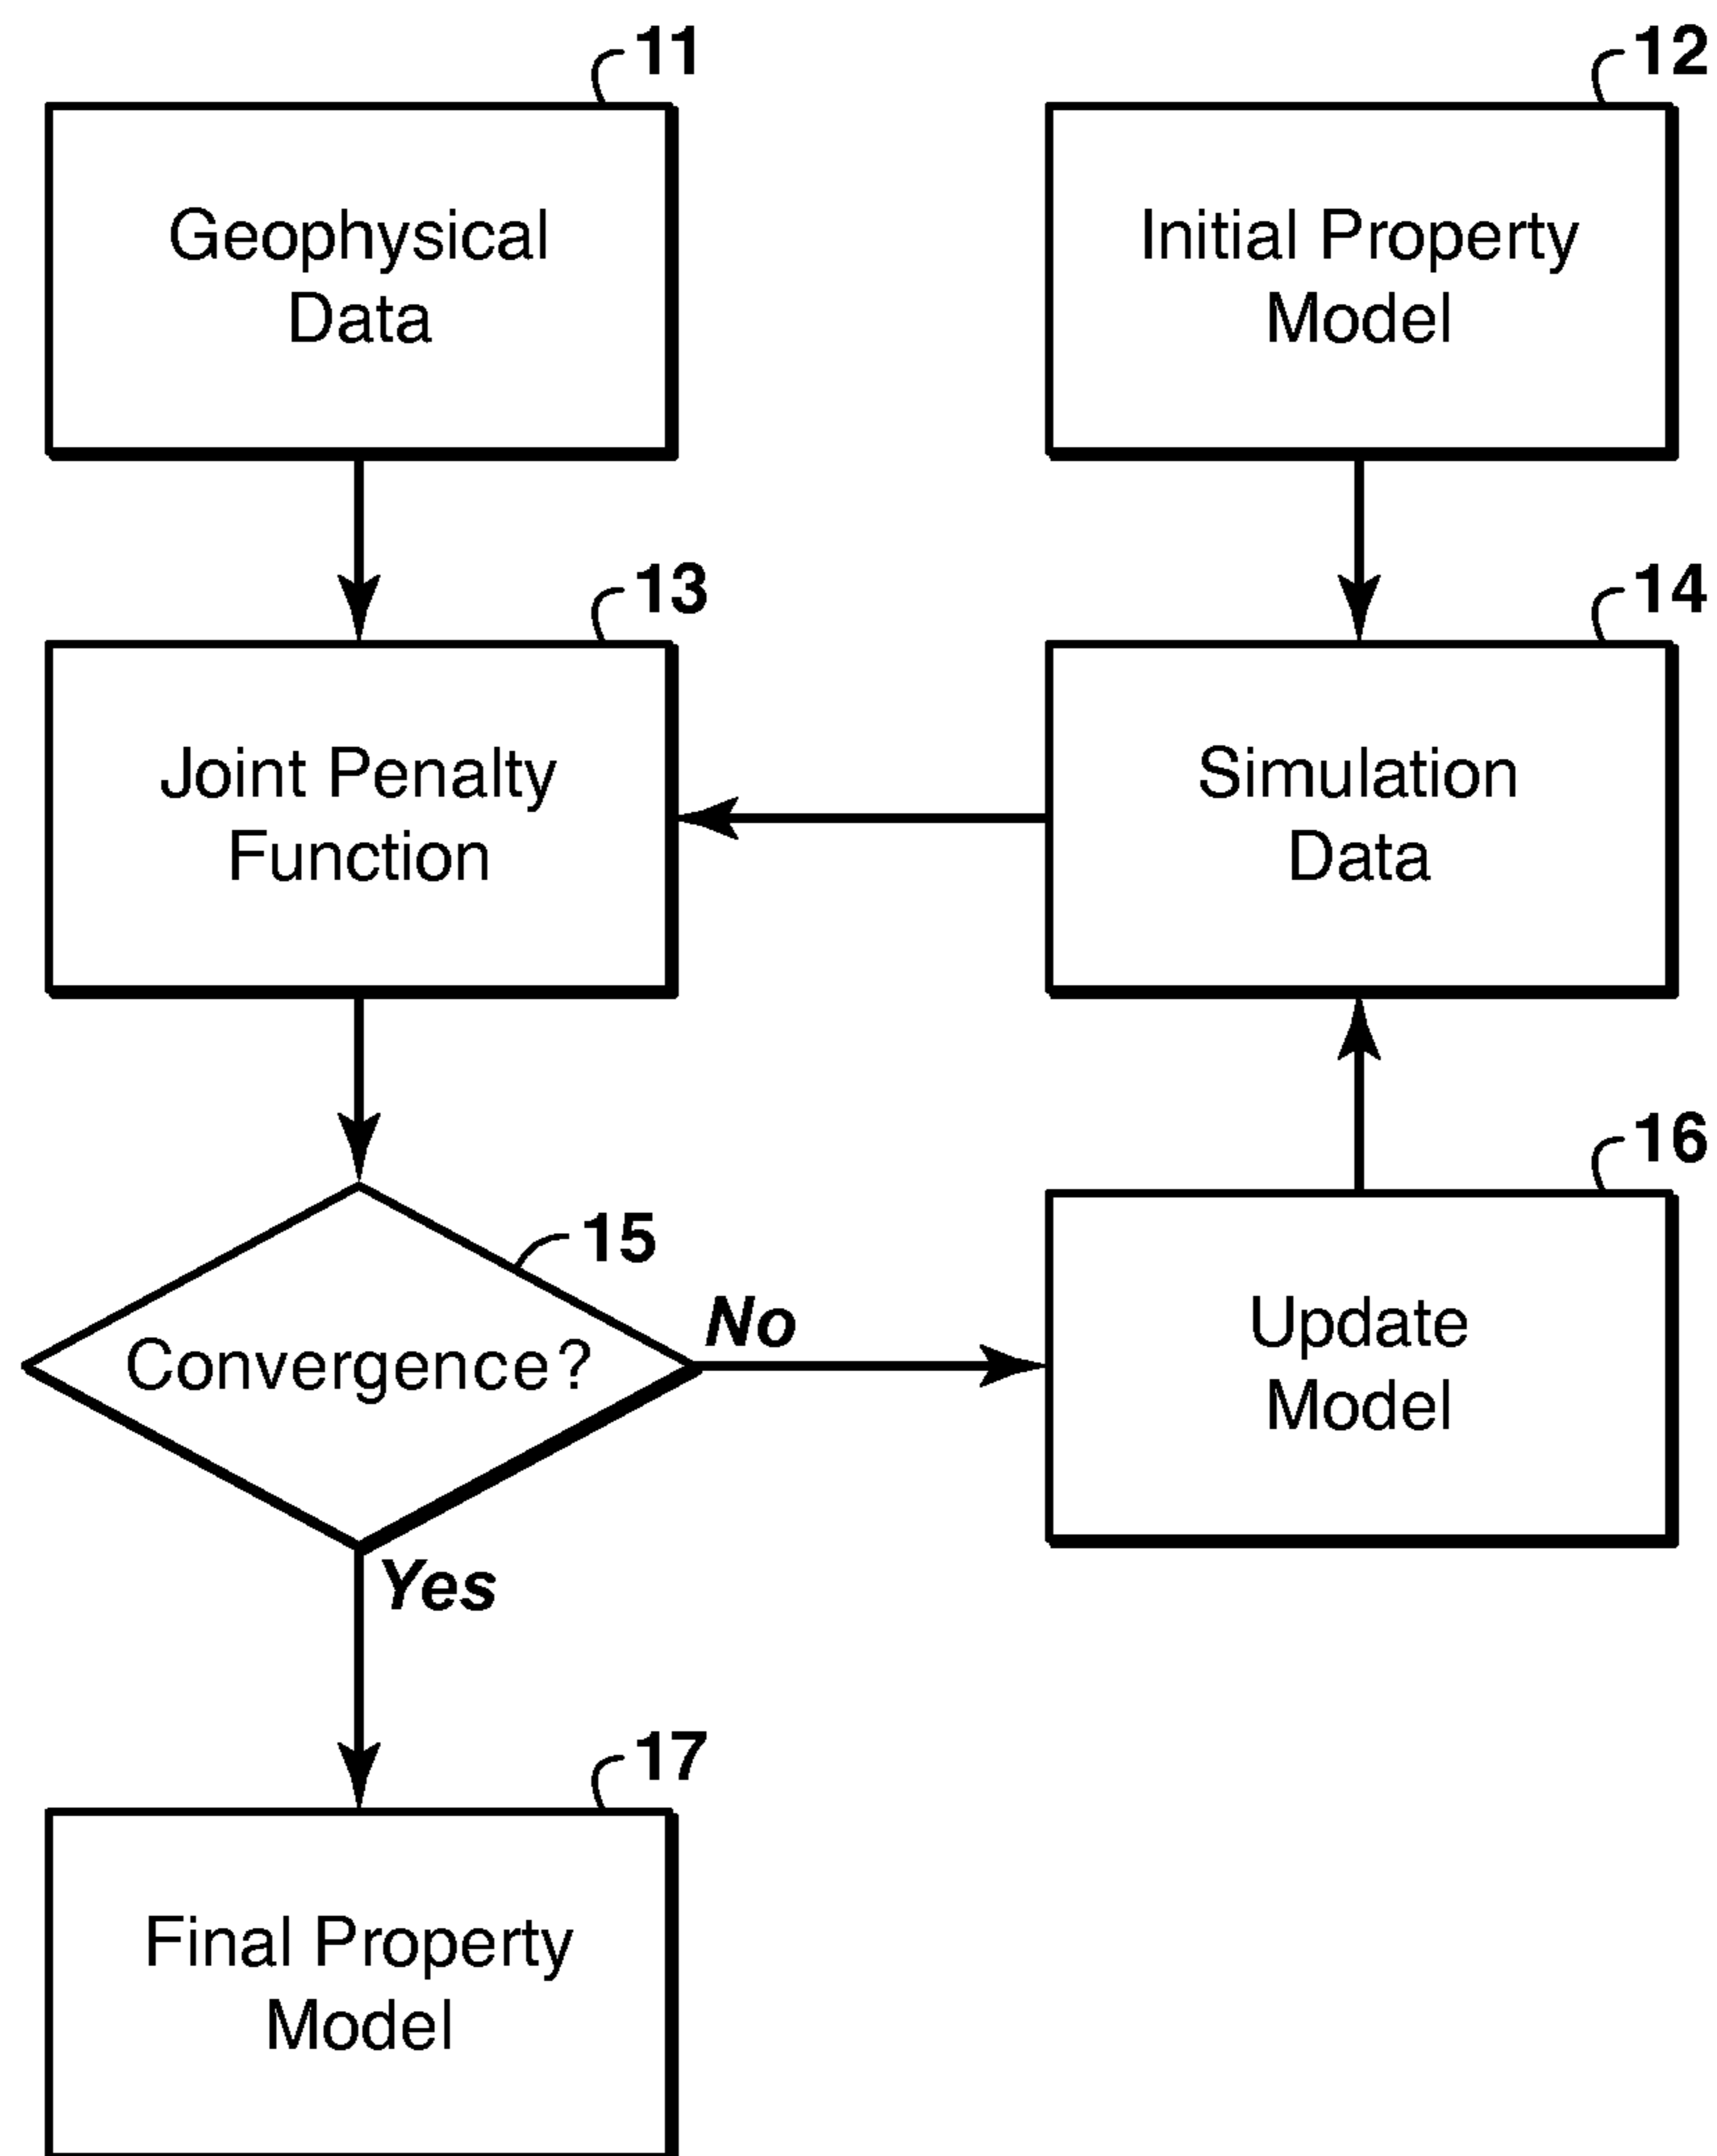 11
Geophysical
Data
12
Initial Property
Model
13
Joint Penalty
Function
14
Simulation
Data
15
Convergence?
No
Yes
16
Update
Model
17
Final Property
Model